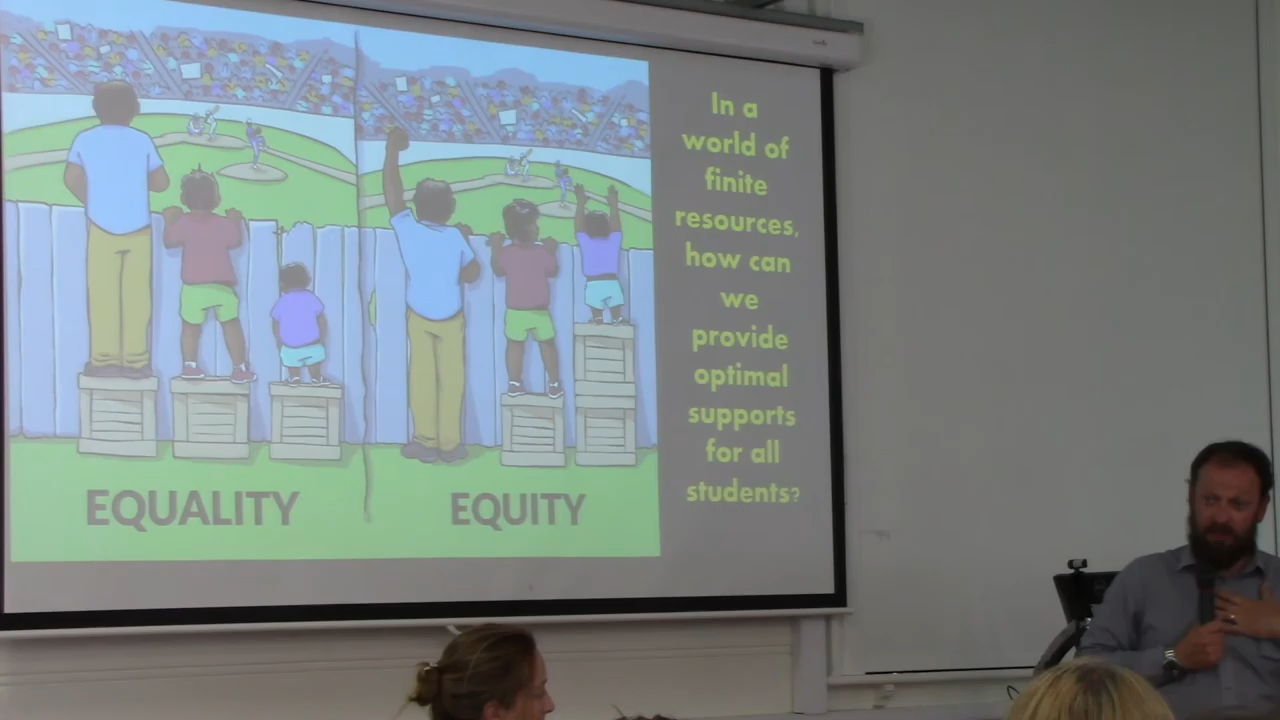 EQUALITY
EQUITY
In a
world of
finite
resources,
how can
we
provide
optimal
supports
for all
students?